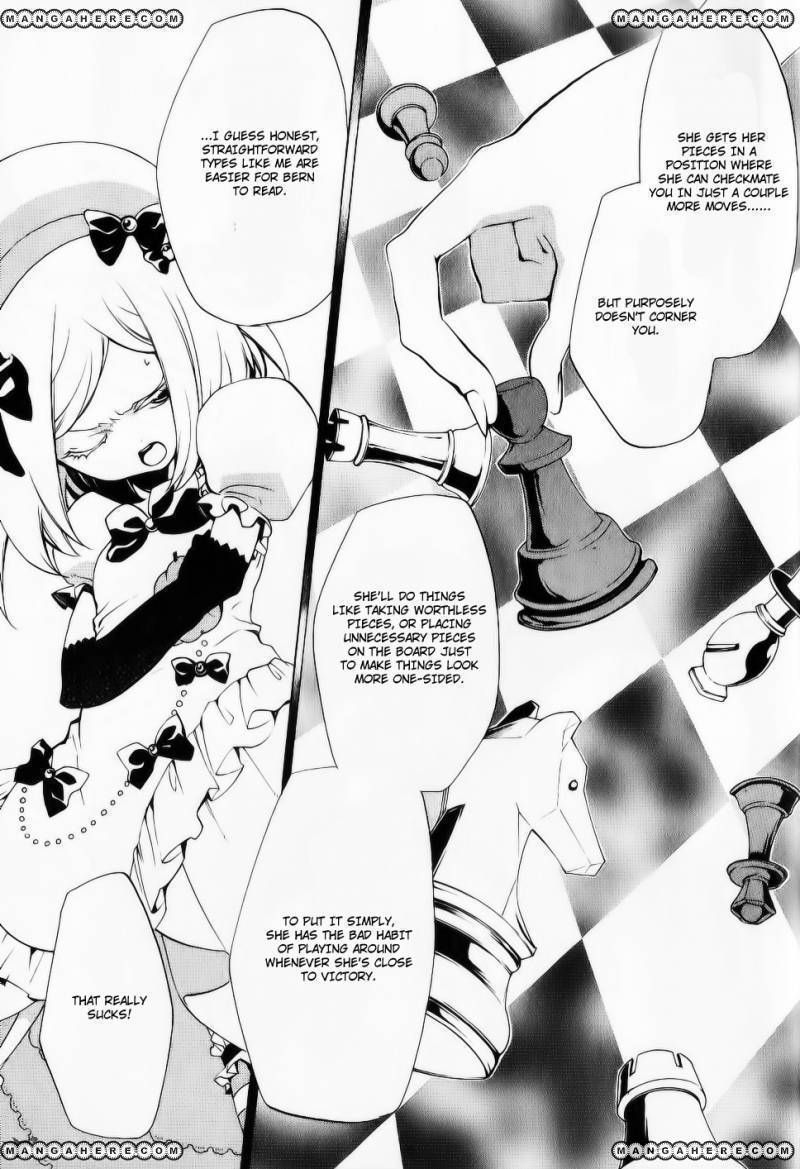 MANGAHERE.COM
MANGAHERE.COM
SHE GETS HER
PIECES IN A
POSITION WHERE
SHE CAN CHECKMATE
YOU IN JUST A COUPLE
MORE MOVES......
BUT PURPOSELY
DOESN'T CORNER
YOU.
SHE'LL DO THINGS
LIKE TAKING WORTHLESS
PIECES, OR PLACING
UNNECESSARY PIECES
ON THE BOARD JUST
TO MAKE THINGS LOOK
MORE ONE-SIDED.
TO PUT IT SIMPLY,
SHE HAS THE BAD HABIT
OF PLAYING AROUND
WHENEVER SHE'S CLOSE
TO VICTORY.
...I GUESS HONEST,
STRAIGHTFORWARD
TYPES LIKE ME ARE
EASIER FOR BERN
TO READ.
THAT REALLY
SUCKS!
MANGAHERE.COM
MANGAHERE.COM